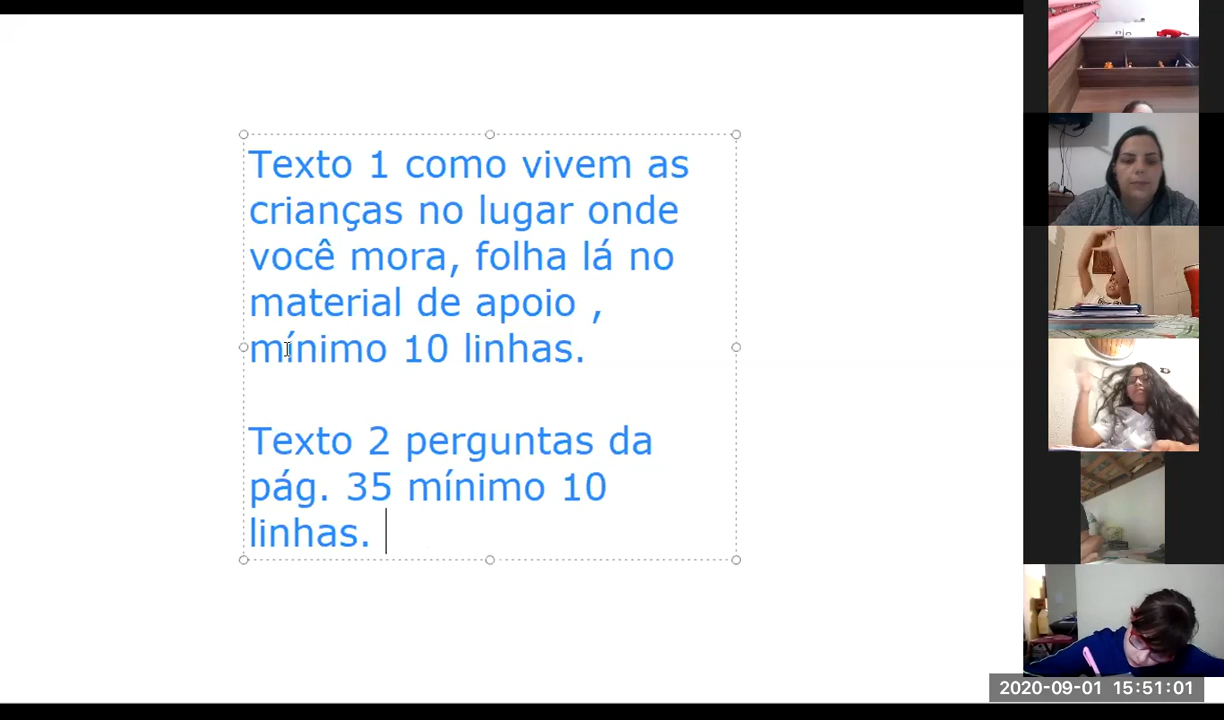 Texto 1 como vivem as
crianças no lugar onde
você mora, folha lá no
material de apoio ,
mínimo 10 linhas.
Texto 2 perguntas da
pág. 35 mínimo 10
linhas.
2020-09-01 15:51:01